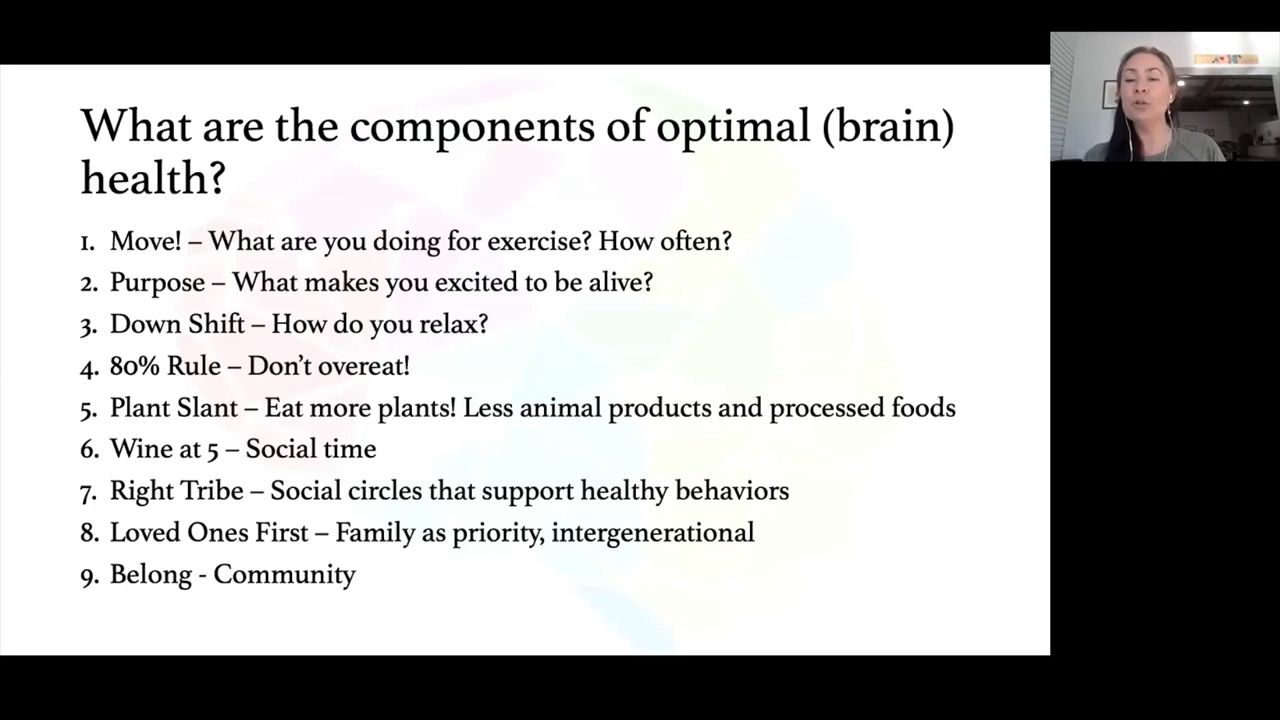 What are the components of optimal (brain)
health?
1. Move! – What are you doing for exercise? How often?
2. Purpose – What makes you excited to be alive?
3. Down Shift – How do you relax?
4. 80% Rule – Don’t overeat!
5. Plant Slant – Eat more plants! Less animal products and processed foods
6. Wine at 5 – Social time
7. Right Tribe – Social circles that support healthy behaviors
8. Loved Ones First – Family as priority, intergenerational
9. Belong - Community